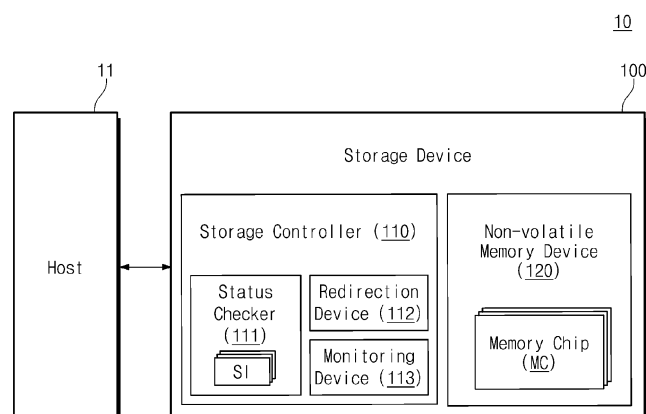 10
11
100
Storage Device
Host
Storage Controller (110)
Status
Checker
(111)
SI
Redirection
Device (112)
Monitoring
Device (113)
Non-volatile
Memory Device
(120)
Memory Chip
(MC)